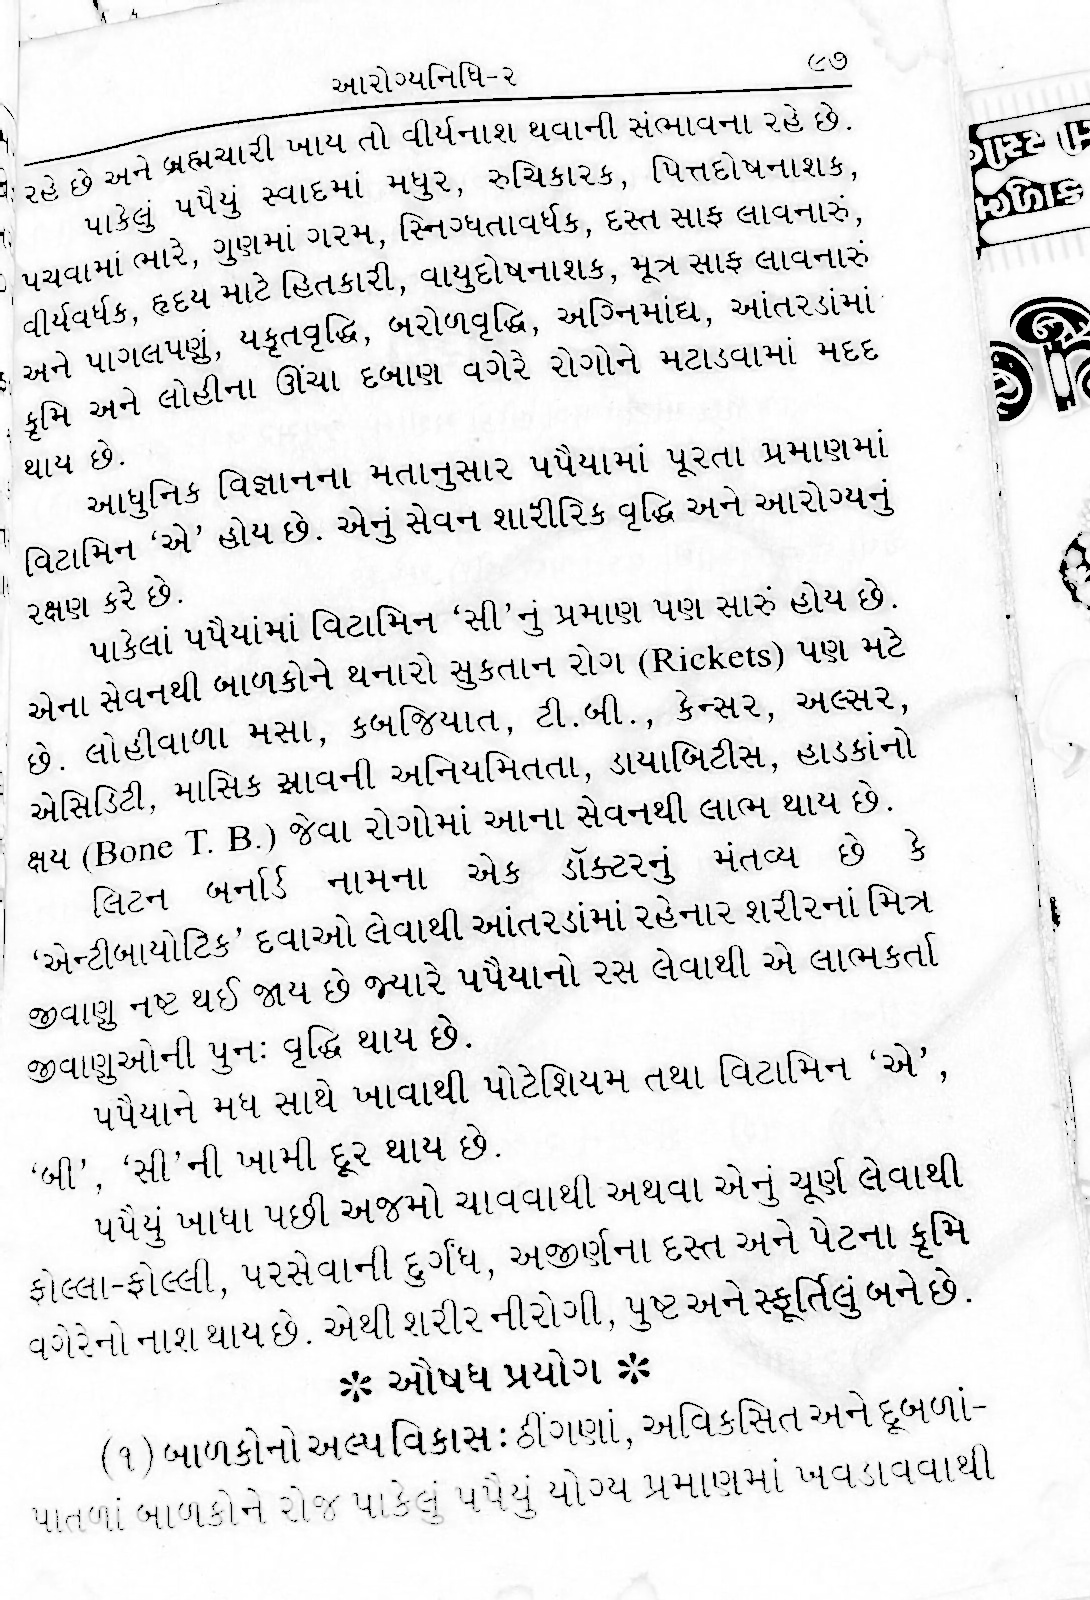 આરોગ્યનિધિ-૨
૯૭
રહે છે અને બ્રહ્મચારી ખાય તો વીર્યનાશ થવાની સંભાવના રહે છે.
પાકેલું પપૈયું સ્વાદમાં મધુર, રુચિકારક, પિત્તદોષનાશક,
પચવામાં ભારે, ગુણમાં ગરમ, સ્નિગ્ધતાવર્ધક, દસ્ત સાફ લાવનારું,
વીર્યવર્ધક, હૃદય માટે હિતકારી, વાયુદોષનાશક, મૂત્ર સાફ લાવનારું
અને પાગલપણું, યકૃતવૃદ્ધિ, બરોળવૃદ્ધિ, અગ્નિમાંદ્ય, આંતરડાંમાં
કૃમિ અને લોહીના ઊંચા દબાણ વગેરે રોગોને મટાડવામાં મદદ
થાય છે.
આધુનિક વિજ્ઞાનના મતાનુસાર પપૈયામાં પૂરતા પ્રમાણમાં
વિટામિન ‘એ’ હોય છે. એનું સેવન શારીરિક વૃદ્ધિ અને આરોગ્યનું
રક્ષણ કરે છે.
પાકેલાં પપૈયાંમાં વિટામિન ‘સી’નું પ્રમાણ પણ સારું હોય છે.
એના સેવનથી બાળકોને થનારો સુકતાન રોગ (Rickets) પણ મટે
છે. લોહીવાળા મસા, કબજિયાત, ટી.બી., કેન્સર, અલ્સર,
એસિડિટી, માસિક સ્રાવની અનિયમિતતા, ડાયાબિટીસ, હાડકાંનો
ક્ષય (Bone T. B.) જેવા રોગોમાં આના સેવનથી લાભ થાય છે.
લિટન બર્નાર્ડ નામના એક ડૉક્ટરનું મંતવ્ય છે કે
‘એન્ટીબાયોટિક’ દવાઓ લેવાથી આંતરડાંમાં રહેનાર શરીરનાં મિત્ર
જીવાણુ નષ્ટ થઈ જાય છે જ્યારે પપૈયાનો રસ લેવાથી એ લાભકર્તા
જીવાણુઓની પુનઃ વૃદ્ધિ થાય છે.
પપૈયાને મધ સાથે ખાવાથી પોટેશિયમ તથા વિટામિન ‘એ’,
‘બી’, ‘સી’ની ખામી દૂર થાય છે.
પપૈયું ખાધા પછી અજમો ચાવવાથી અથવા એનું ચૂર્ણ લેવાથી
ફોલ્લા-ફોલ્લી, પરસેવાની દુર્ગંધ, અજીર્ણના દસ્ત અને પેટના કૃમિ
વગેરેનો નાશ થાય છે. એથી શરીર નીરોગી, પુષ્ટ અને સ્ફૂર્તિલું બને છે.
✻ ઔષધ પ્રયોગ ✻
(૧) બાળકોનો અલ્પ વિકાસ : ઠીંગણાં, અવિકસિત અને દૂબળાં-
પાતળાં બાળકોને રોજ પાકેલું પપૈયું યોગ્ય પ્રમાણમાં ખવડાવવાથી